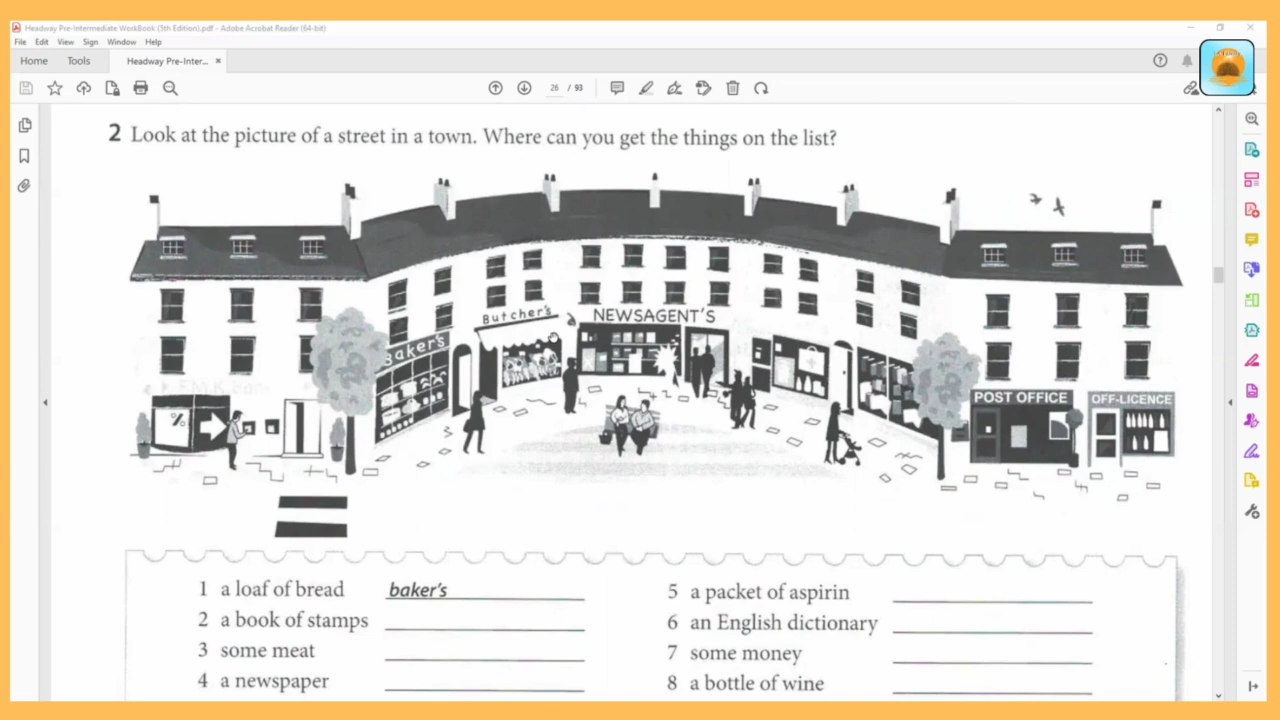 Headway Pre-Intermediate WorkBook (5th Edition).pdf - Adobe Acrobat Reader (64-bit)
File Edit View Sign Window Help
Home Tools Headway Pre-Inter... ×
26 / 93
2 Look at the picture of a street in a town. Where can you get the things on the list?
Butcher's
NEWSAGENT'S
Baker's
%
POST OFFICE
OFF-LICENCE
1 a loaf of bread baker's
2 a book of stamps
3 some meat
4 a newspaper
5 a packet of aspirin
6 an English dictionary
7 some money
8 a bottle of wine